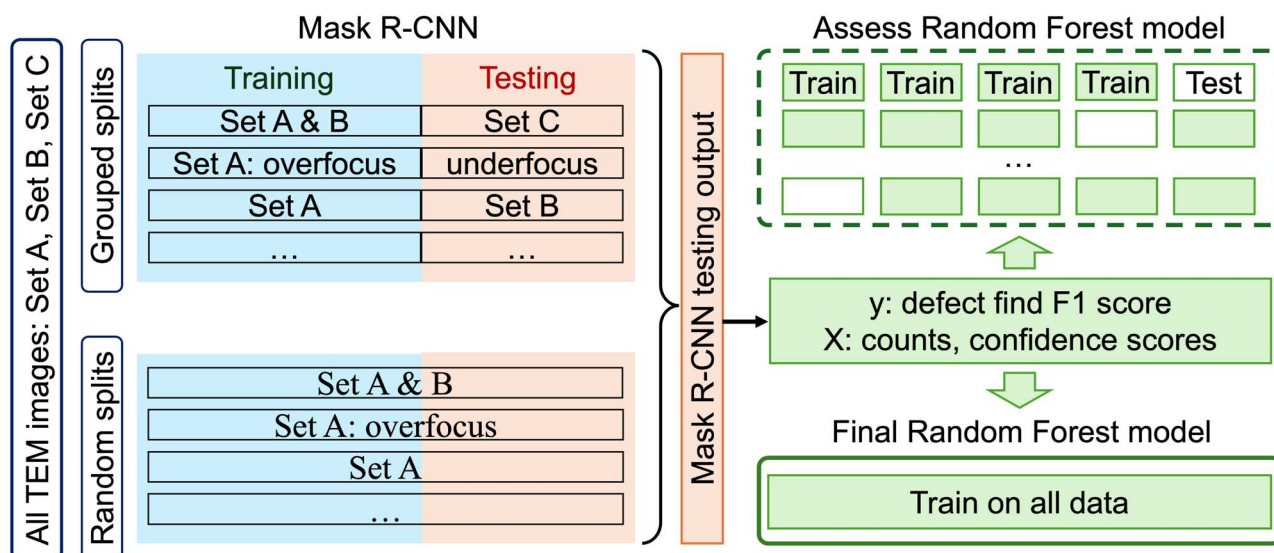 All TEM images: Set A, Set B, Set C
Grouped splits
Random splits
Mask R-CNN
Training
Testing
Set A & B
Set C
Set A: overfocus
underfocus
Set A
Set B
...
...
Set A & B
Set A: overfocus
Set A
...
Mask R-CNN testing output
Assess Random Forest model
Train
Train
Train
Train
Test
...
y: defect find F1 score
X: counts, confidence scores
Final Random Forest model
Train on all data